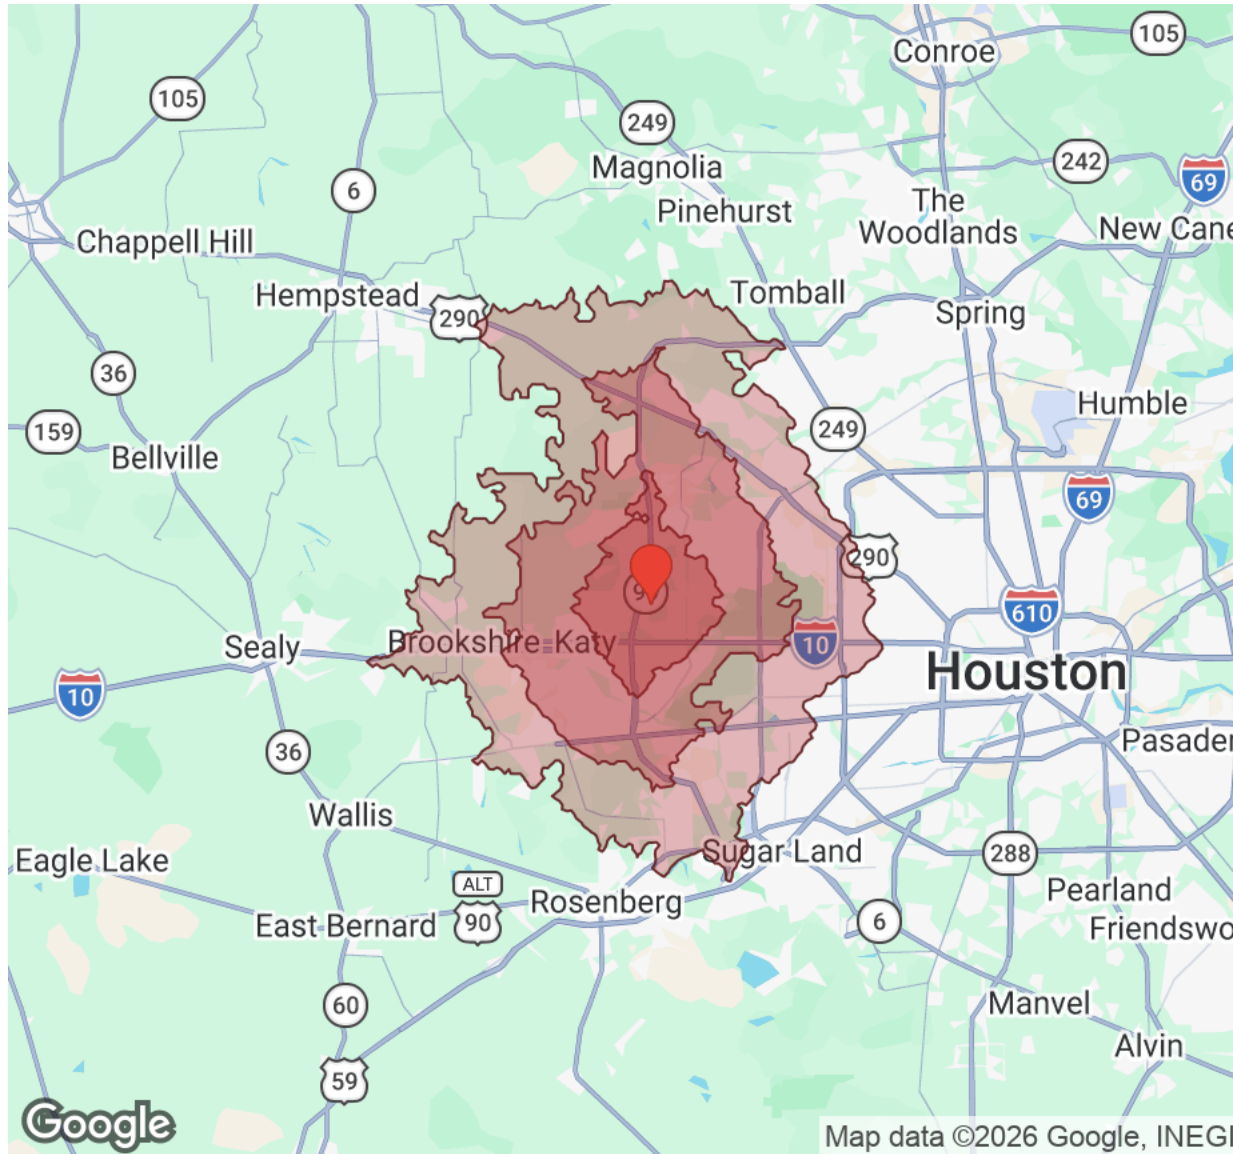 Conroe
105
105
249
Magnolia
242
69
6
Pinehurst
The
Woodlands
New Cane
Chappell Hill
Hempstead
290
Tomball
Spring
36
159
249
Humble
Bellville
69
290
610
Sealy
Brookshire
Katy
10
10
Houston
36
Pasader
Wallis
Eagle Lake
Sugar Land
288
ALT
90
Rosenberg
Pearland
East Bernard
6
Friendswo
60
Manvel
59
Alvin
Google
Map data ©2026 Google, INEGI